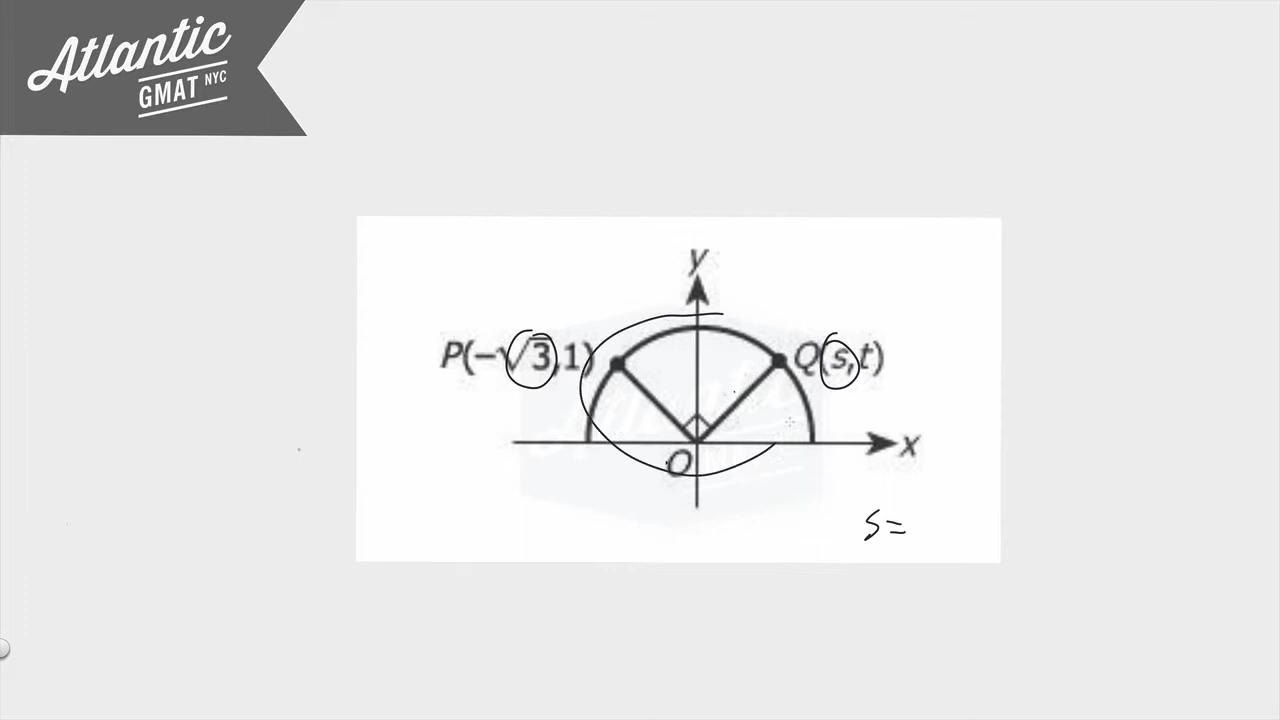 Atlantic
GMAT NYC
y
P(-√3,1)
Q(s,t)
O
x
s=